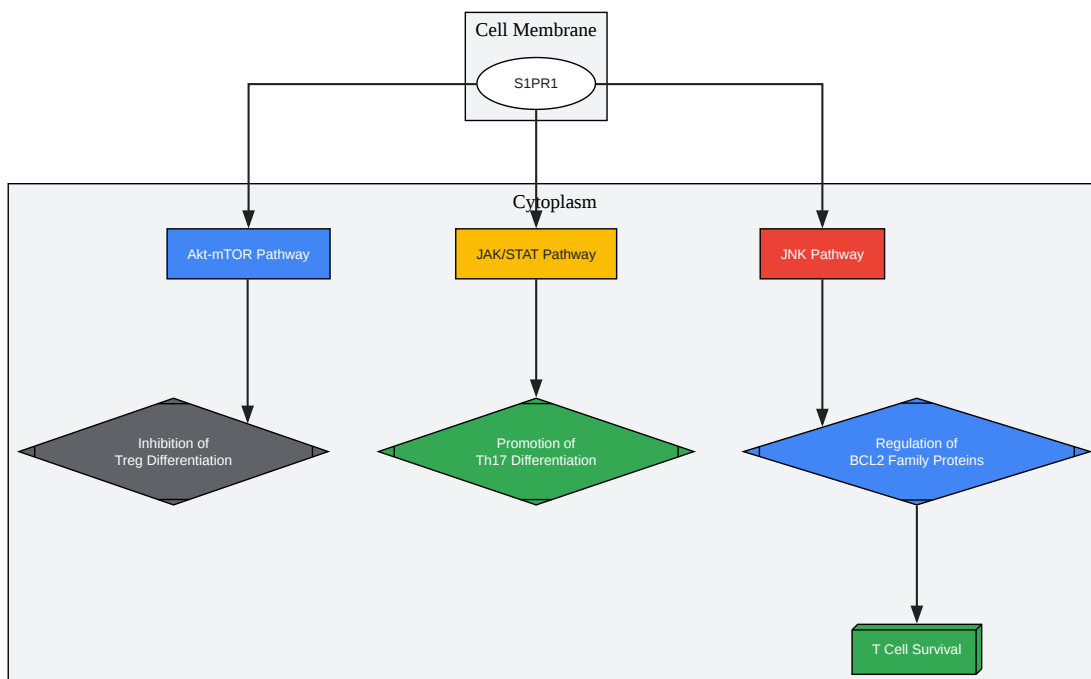 Cell Membrane
S1PR1
Cytoplasm
Akt-mTOR Pathway
JAK/STAT Pathway
JNK Pathway
Inhibition of
Treg Differentiation
Promotion of
Th17 Differentiation
Regulation of
BCL2 Family Proteins
T Cell Survival